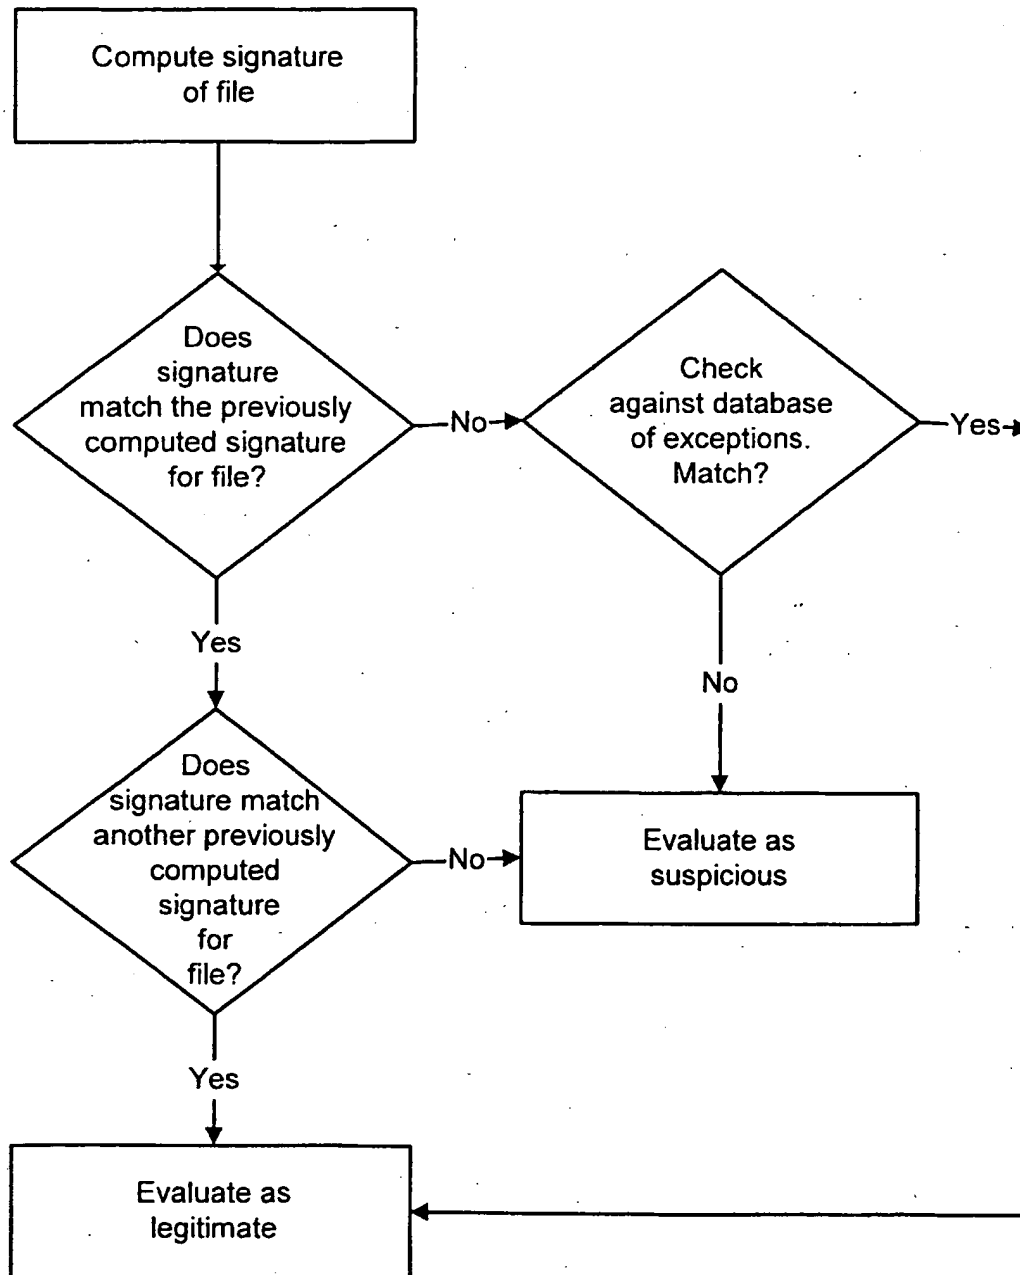 Compute signature
of file
Does
signature
match the previously
computed signature
for file?
No
Check
against database
of exceptions.
Match?
Yes
Yes
No
Does
signature match
another previously
computed
signature
for
file?
No
Evaluate as
suspicious
Yes
Evaluate as
legitimate